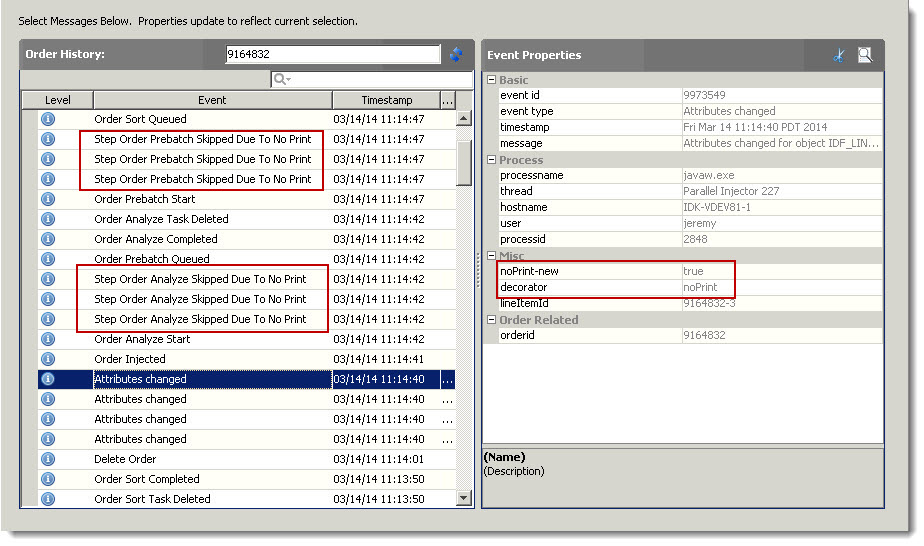 Select Messages Below.  Properties update to reflect current selection.
Order History: 9164832
Level Event Timestamp ...
Order Sort Queued 03/14/14 11:14:47
Step Order Prebatch Skipped Due To No Print 03/14/14 11:14:47
Step Order Prebatch Skipped Due To No Print 03/14/14 11:14:47
Step Order Prebatch Skipped Due To No Print 03/14/14 11:14:47
Order Prebatch Start 03/14/14 11:14:47
Order Analyze Task Deleted 03/14/14 11:14:42
Order Analyze Completed 03/14/14 11:14:42
Order Prebatch Queued 03/14/14 11:14:42
Step Order Analyze Skipped Due To No Print 03/14/14 11:14:42
Step Order Analyze Skipped Due To No Print 03/14/14 11:14:42
Step Order Analyze Skipped Due To No Print 03/14/14 11:14:42
Order Analyze Start 03/14/14 11:14:42
Order Injected 03/14/14 11:14:41
Attributes changed 03/14/14 11:14:40 ...
Attributes changed 03/14/14 11:14:40 ...
Attributes changed 03/14/14 11:14:40 ...
Attributes changed 03/14/14 11:14:40 ...
Delete Order 03/14/14 11:14:01
Order Sort Completed 03/14/14 11:13:50
Order Sort Task Deleted 03/14/14 11:13:50
Event Properties
Basic
event id 9973549
event type Attributes changed
timestamp Fri Mar 14 11:14:40 PDT 2014
message Attributes changed for object IDF_LIN...
Process
processname javaw.exe
thread Parallel Injector 227
hostname IDK-VDEV81-1
user jeremy
processid 2848
Misc
noPrint-new true
decorator noPrint
lineItemId 9164832-3
Order Related
orderid 9164832
(Name)
(Description)